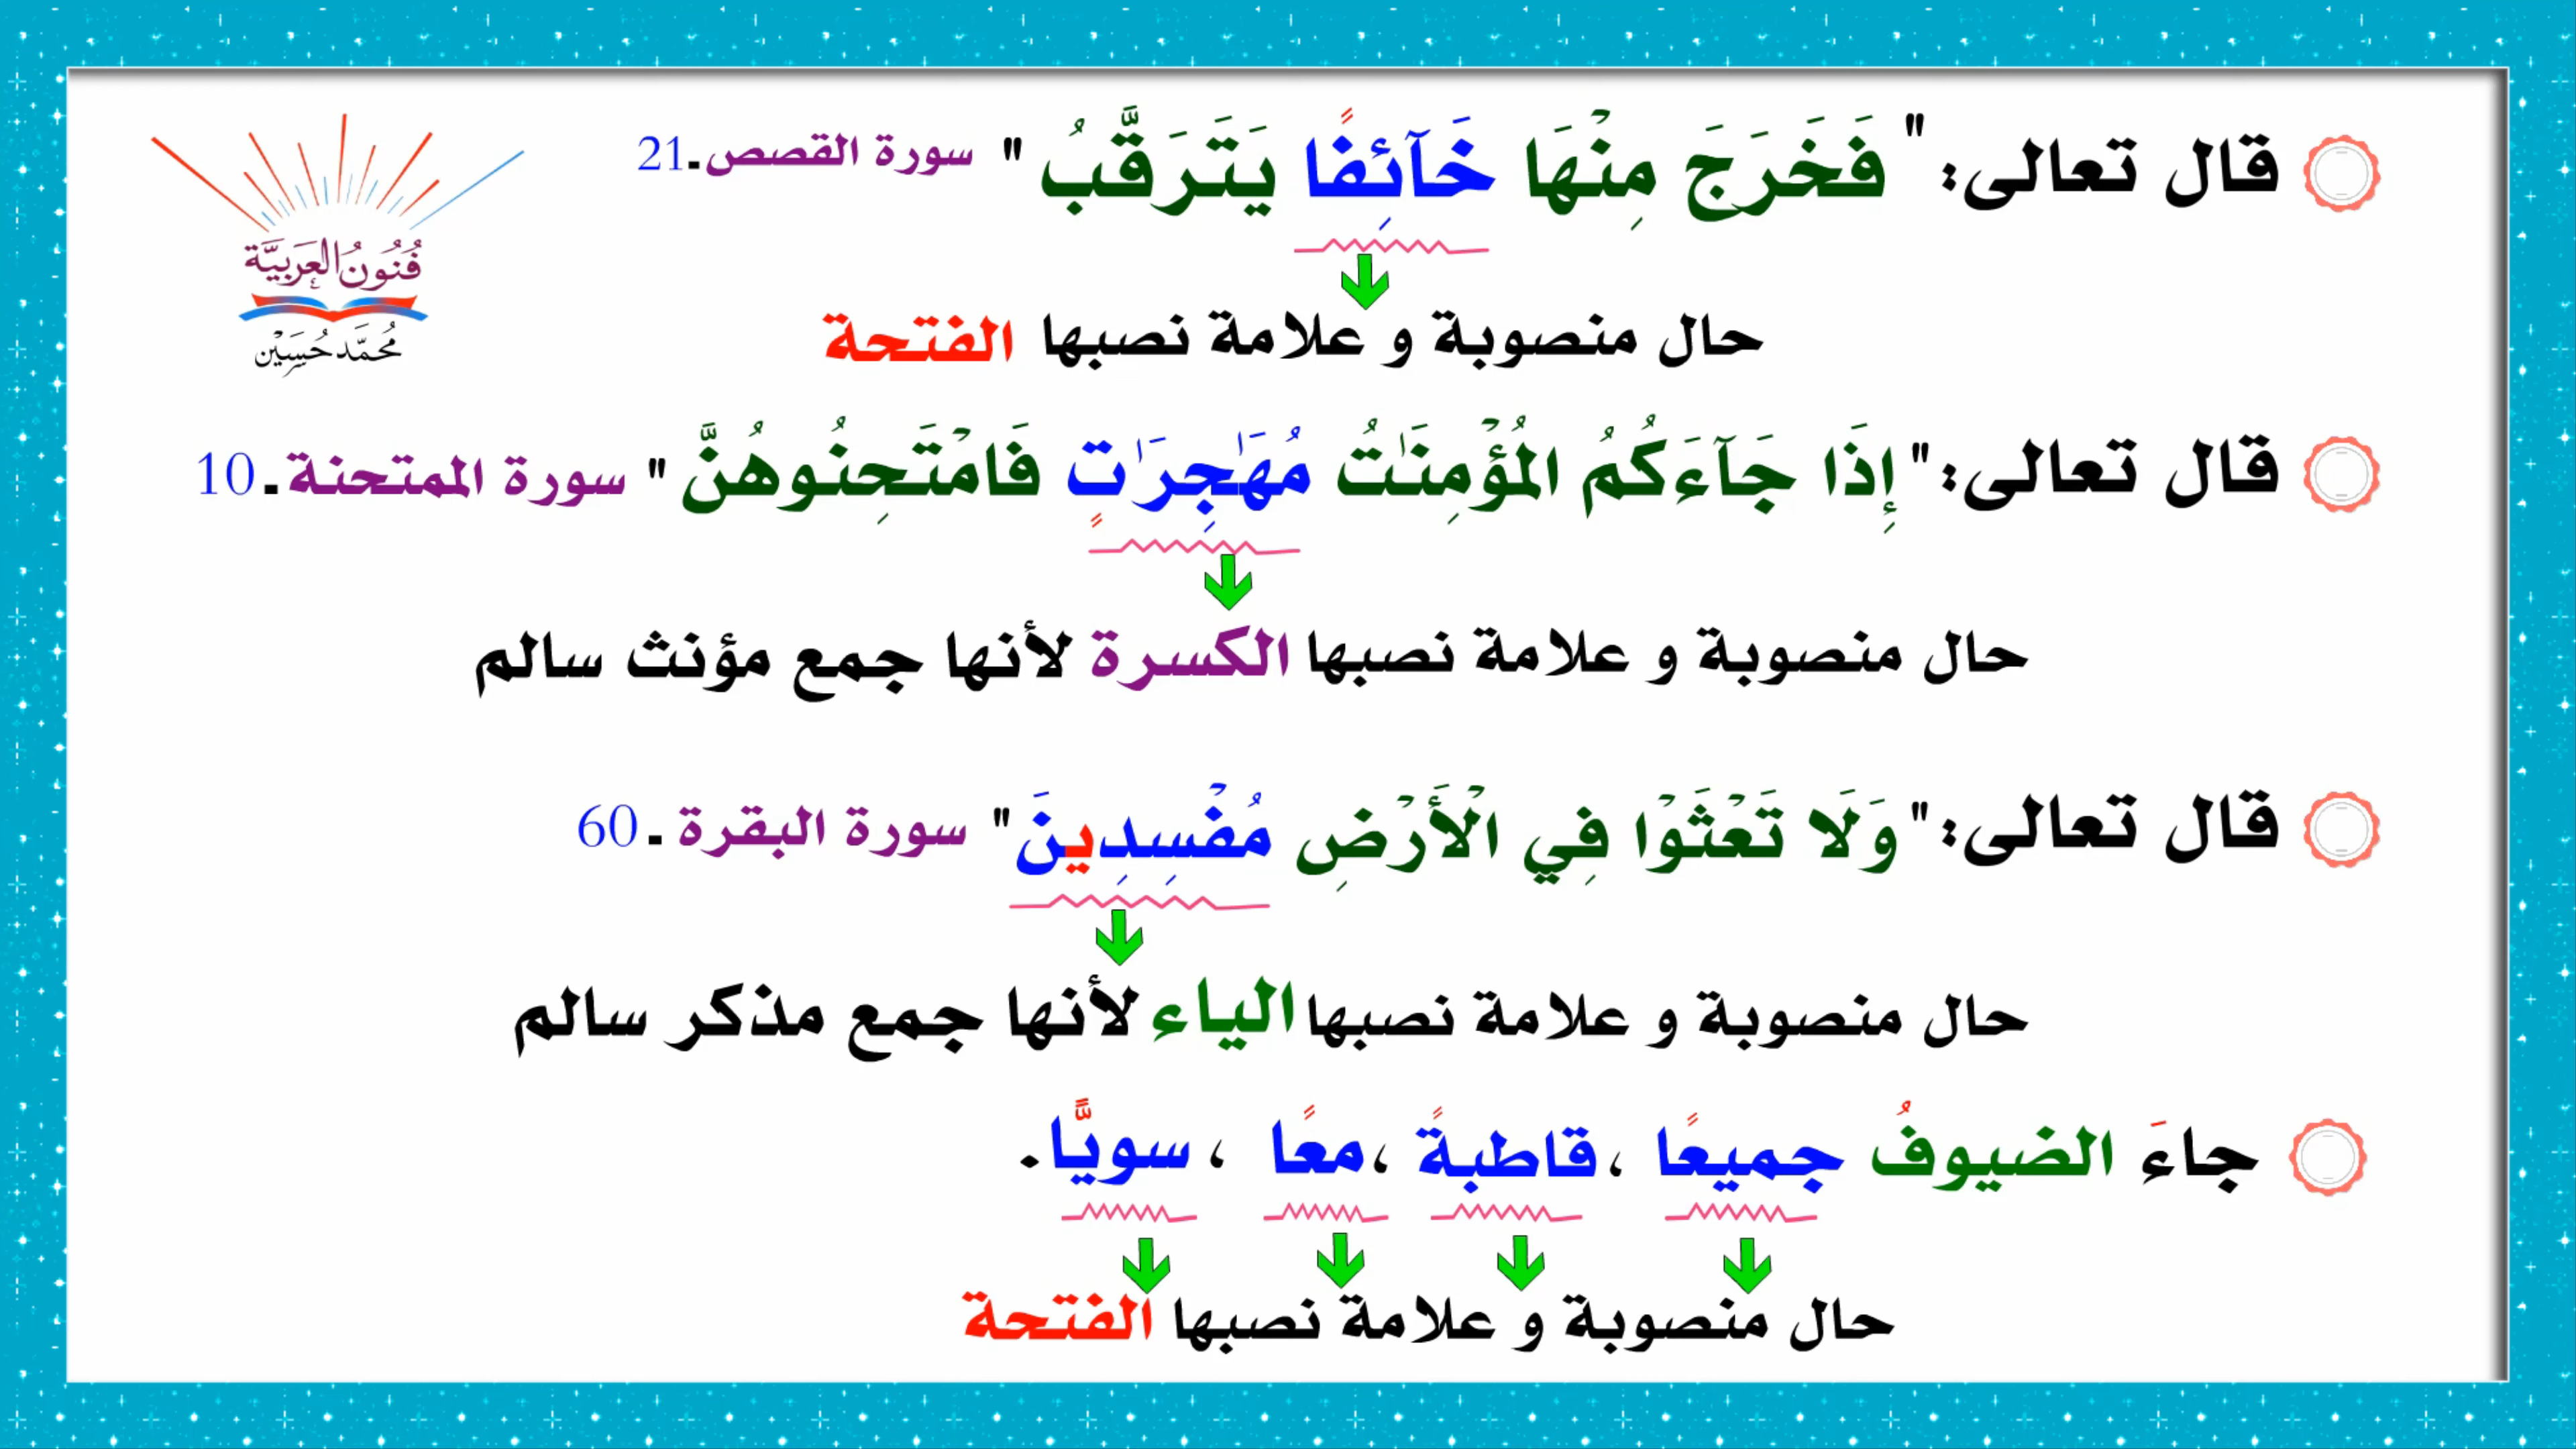 قال تعالى: " فَخَرَجَ مِنْهَا خَآئِفًا يَتَرَقَّبُ " سورة القصص.21
فُنُونُ العَرَبِيَّة
مُحَمَّد حُسَيْن
حال منصوبة و علامة نصبها الفتحة
قال تعالى: " إِذَا جَآءَكُمُ المُؤْمِنَٰتُ مُهَٰجِرَٰتٍ فَامْتَحِنُوهُنَّ " سورة الممتحنة.10
حال منصوبة و علامة نصبها الكسرة لأنها جمع مؤنث سالم
قال تعالى: " وَلَا تَعْثَوْا فِي الْأَرْضِ مُفْسِدِينَ " سورة البقرة .60
حال منصوبة و علامة نصبها الياء لأنها جمع مذكر سالم
جاءَ الضيوفُ جميعًا ، قاطبةً ، معًا ، سويًّا .
حال منصوبة و علامة نصبها الفتحة